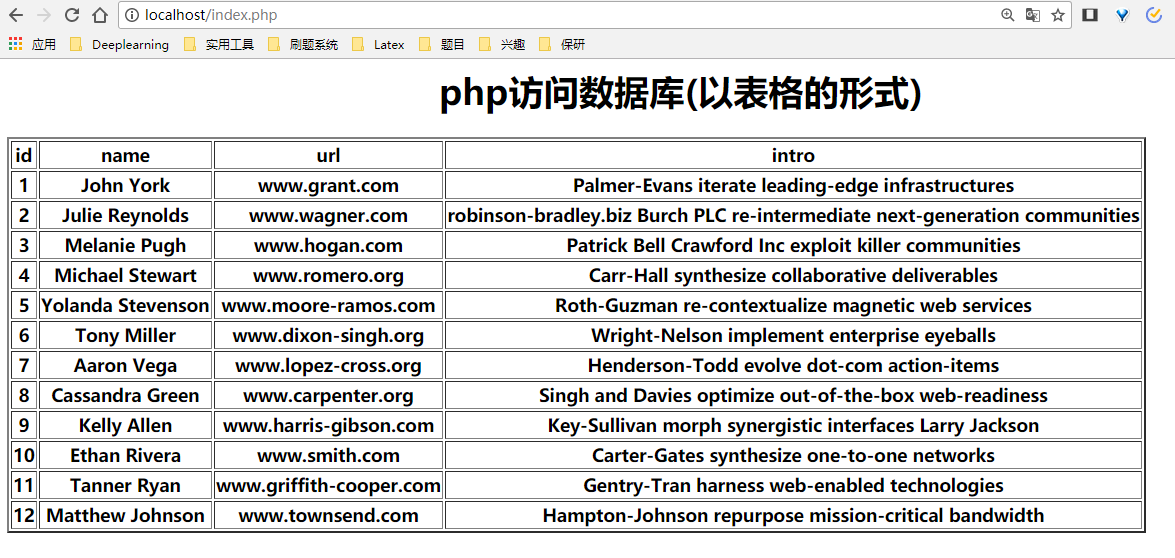 localhost/index.php
应用 Deeplearning 实用工具 刷题系统 Latex 题目 兴趣 保研
php访问数据库(以表格的形式)
id name url intro
1 John York www.grant.com Palmer-Evans iterate leading-edge infrastructures
2 Julie Reynolds www.wagner.com robinson-bradley.biz Burch PLC re-intermediate next-generation communities
3 Melanie Pugh www.hogan.com Patrick Bell Crawford Inc exploit killer communities
4 Michael Stewart www.romero.org Carr-Hall synthesize collaborative deliverables
5 Yolanda Stevenson www.moore-ramos.com Roth-Guzman re-contextualize magnetic web services
6 Tony Miller www.dixon-singh.org Wright-Nelson implement enterprise eyeballs
7 Aaron Vega www.lopez-cross.org Henderson-Todd evolve dot-com action-items
8 Cassandra Green www.carpenter.org Singh and Davies optimize out-of-the-box web-readiness
9 Kelly Allen www.harris-gibson.com Key-Sullivan morph synergistic interfaces Larry Jackson
10 Ethan Rivera www.smith.com Carter-Gates synthesize one-to-one networks
11 Tanner Ryan www.griffith-cooper.com Gentry-Tran harness web-enabled technologies
12 Matthew Johnson www.townsend.com Hampton-Johnson repurpose mission-critical bandwidth